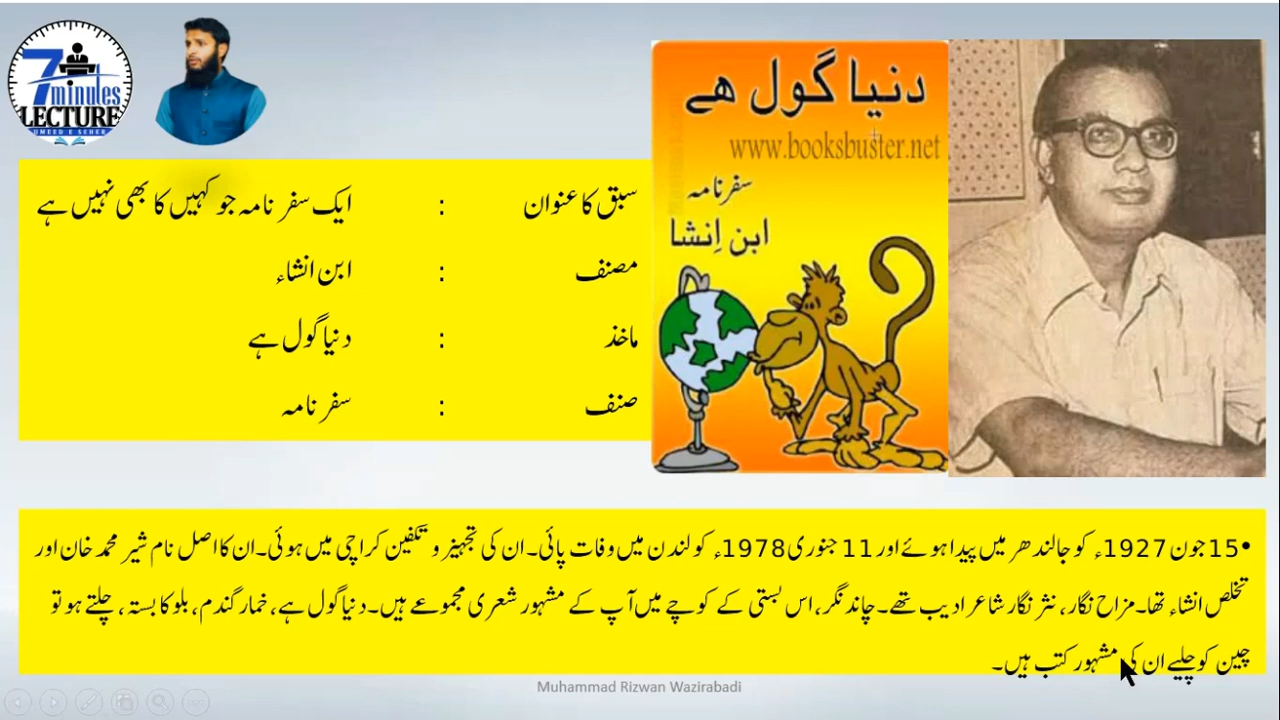 7
minutes
LECTURE
UMEED E SEHER
دنیا گول ھے
www.booksbuster.net
سفر نامہ
ابن اِنشا
سبق کا عنوان : ایک سفر نامہ جو کہیں کا بھی نہیں ہے
مصنف : ابن انشاء
ماخذ : دنیا گول ہے
صنف : سفر نامہ
•15 جون 1927ء کو جالندھر میں پیدا ہوئے اور 11 جنوری 1978ء کو لندن میں وفات پائی۔ ان کی تجہیز و تکفین کراچی میں ہوئی۔ ان کا اصل نام شیر محمد خان اور
تخلص انشاء تھا۔ مزاح نگار، نثر نگار شاعر ادیب تھے۔ چاند نگر، اس بستی کے کوچے میں آپ کے مشہور شعری مجموعے ہیں۔ دنیا گول ہے، خمار گندم، بلو کا بستہ، چلتے ہو تو
چین کو چلیے ان کی مشہور کتب ہیں۔
Muhammad Rizwan Wazirabadi